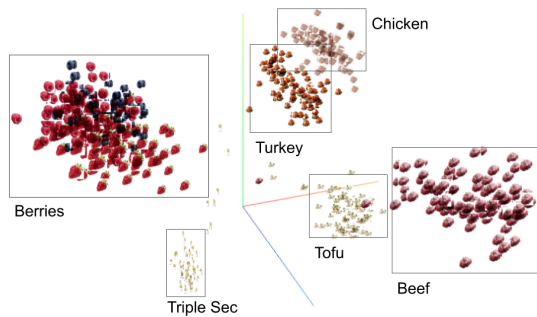 Chicken
Turkey
Berries
Tofu
Beef
Triple Sec